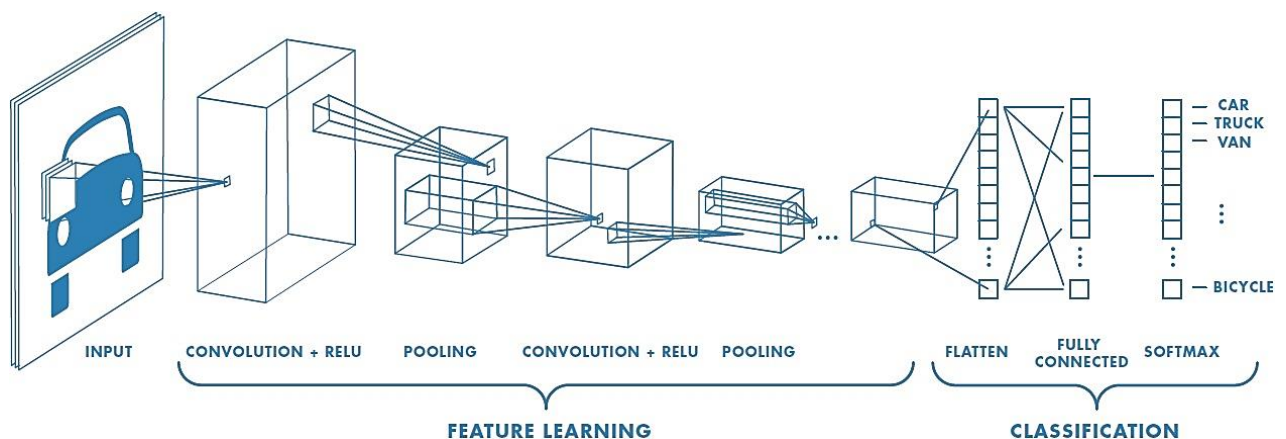 CAR
TRUCK
VAN
BICYCLE
INPUT
CONVOLUTION + RELU
POOLING
CONVOLUTION + RELU
POOLING
FLATTEN
FULLY
CONNECTED
SOFTMAX
FEATURE LEARNING
CLASSIFICATION